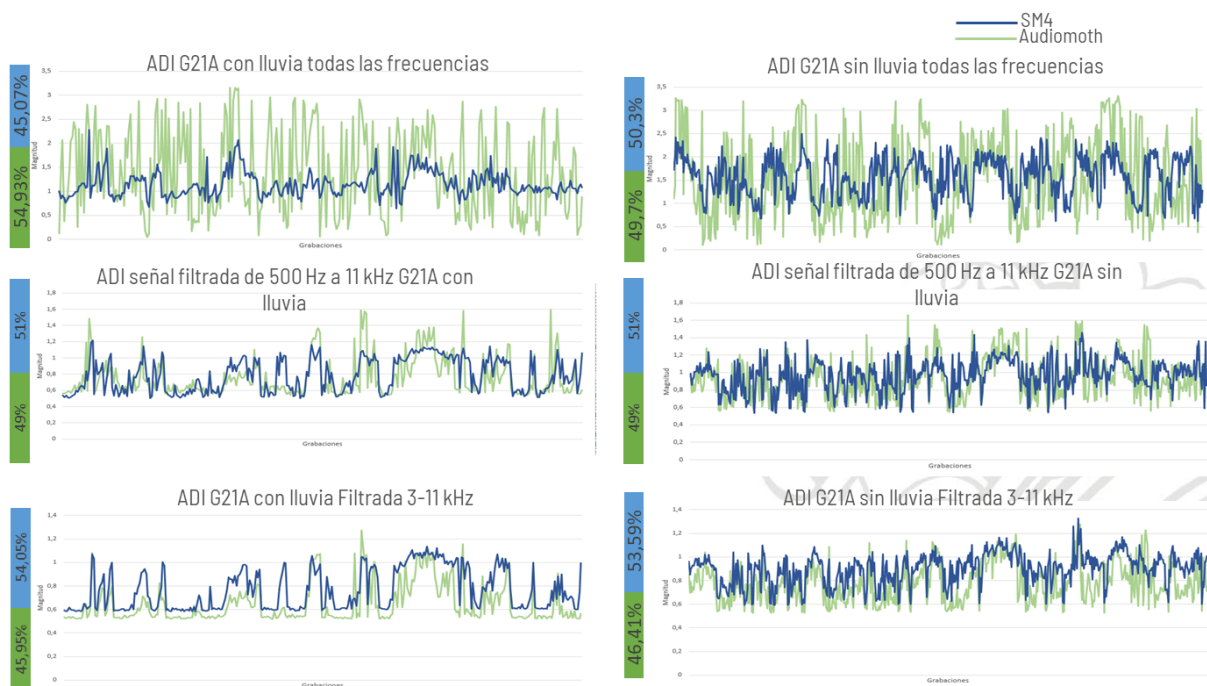 SM4
Audiomoth
ADI G21A con lluvia todas las frecuencias
45,07%
54,93%
Magnitud
3,5
3
2,5
2
1,5
1
0,5
0
Grabaciones
ADI G21A sin lluvia todas las frecuencias
50,3%
49,7%
Magnitud
3,5
3
2,5
2
1,5
1
0,5
0
Grabaciones
ADI señal filtrada de 500 Hz a 11 kHz G21A con
lluvia
51%
49%
Magnitud
1,8
1,6
1,4
1,2
1
0,8
0,6
0,4
0,2
0
Grabaciones
ADI señal filtrada de 500 Hz a 11 kHz G21A sin
lluvia
51%
49%
Magnitud
1,8
1,6
1,4
1,2
1
0,8
0,6
0,4
0,2
0
Grabaciones
ADI G21A con lluvia Filtrada 3-11 kHz
54,05%
45,95%
Magnitud
1,4
1,2
1
0,8
0,6
0,4
0,2
0
Grabaciones
ADI G21A sin lluvia Filtrada 3-11 kHz
53,59%
46,41%
Magnitud
1,4
1,2
1
0,8
0,6
0,4
0,2
0
Grabaciones